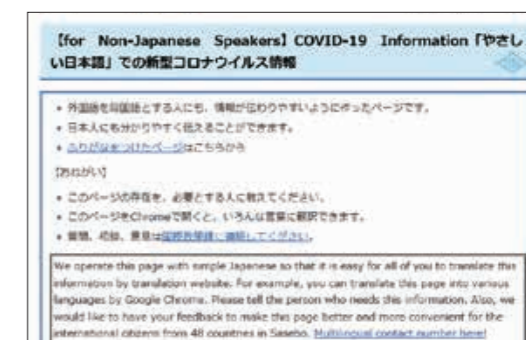 【for Non-Japanese Speakers】COVID-19 Information「やさし
い日本語」での新型コロナウイルス情報
• 外国語を母国語とする人にも、情報が伝わりやすいように作ったページです。
• 日本人にも分かりやすく伝えることができます。
• ふりがなをつけたページはこちらから
【おねがい】
• このページの存在を、必要とする人に教えてください。
• このページをChromeで開くと、いろんな言葉に翻訳できます。
• 質問、相談、意見は国際政策課に連絡してください。
We operate this page with simple Japanese so that it is easy for all of you to translate this
information by translation website. For example, you can translate this page into various
languages by Google Chrome. Please tell the person who needs this information. Also, we
would like to have your feedback to make this page better and more convenient for the
international citizens from 48 countries in Sasebo. Multilingual contact number here!